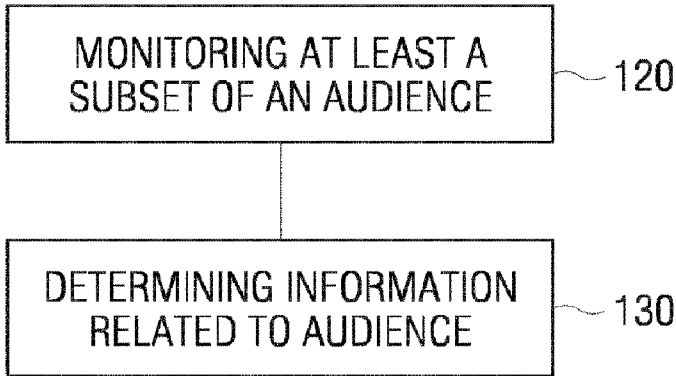 MONITORING AT LEAST A
SUBSET OF AN AUDIENCE
120
DETERMINING INFORMATION
RELATED TO AUDIENCE
130